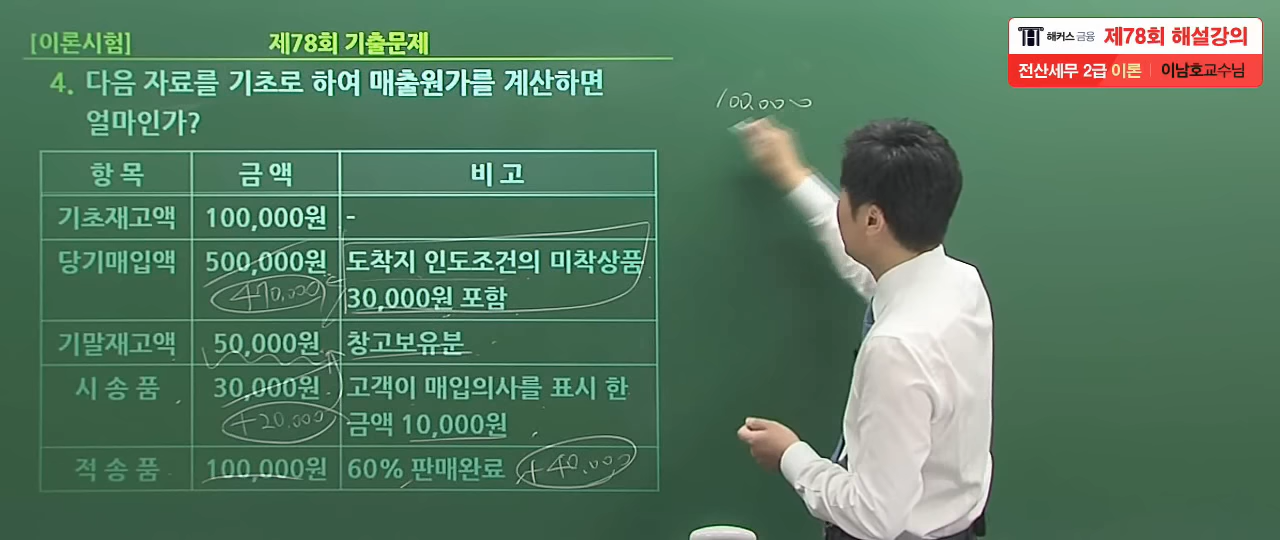 [이론시험] 제78회 기출문제
해커스 금융 제78회 해설강의
전산세무 2급 이론 | 이남호교수님
4. 다음 자료를 기초로 하여 매출원가를 계산하면
얼마인가?
100,000
항목 금액 비고
기초재고액 100,000원 -
당기매입액 500,000원 도착지 인도조건의 미착상품
470,000 30,000원 포함
기말재고액 50,000원 창고보유분
시송품 30,000원 고객이 매입의사를 표시 한
+20,000 금액 10,000원
적송품 100,000원 60% 판매완료 +40,000